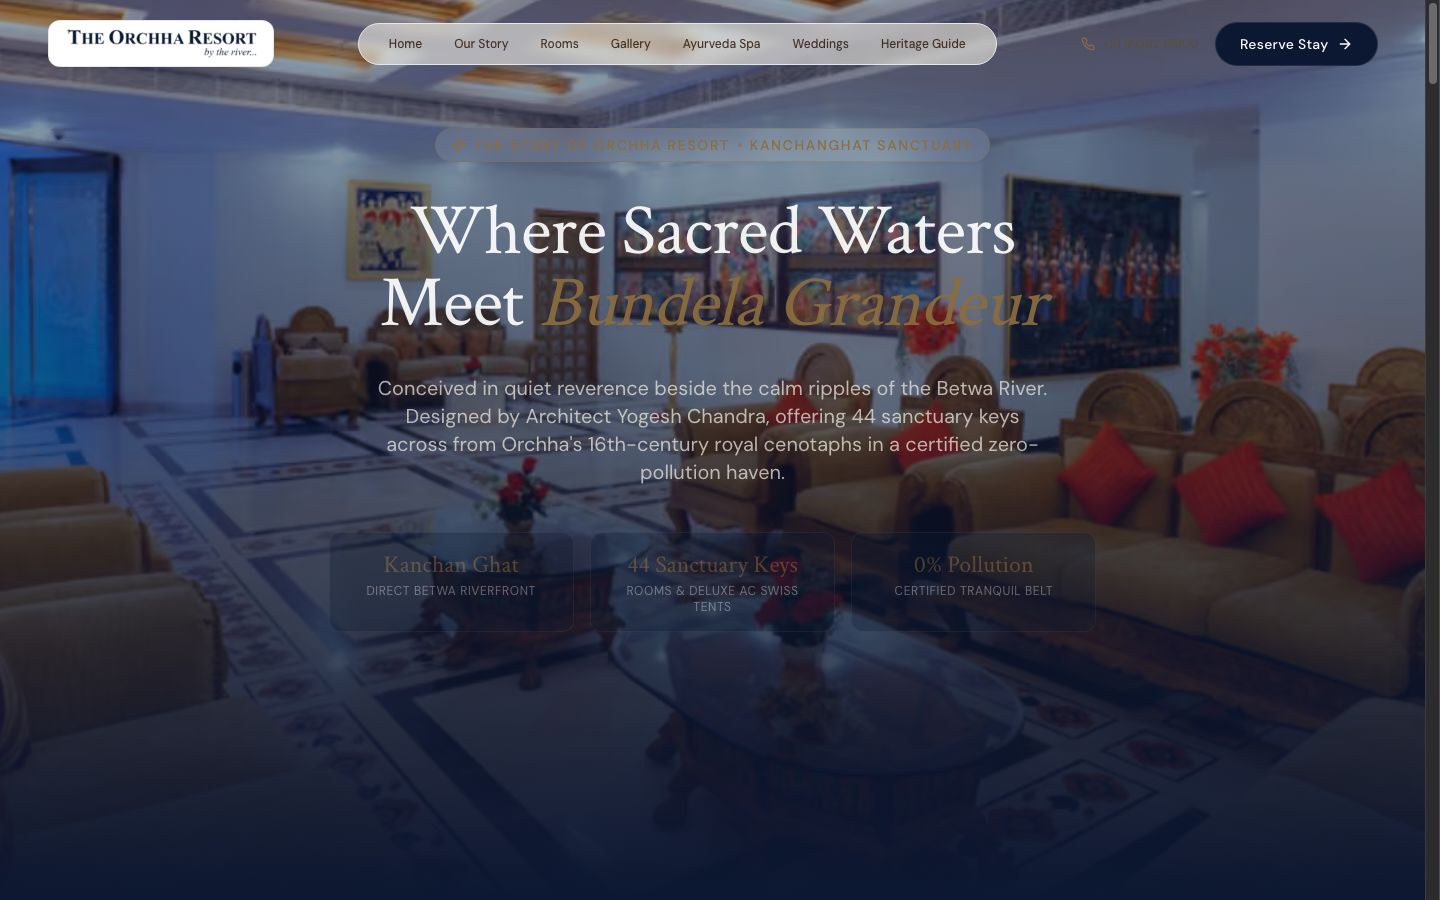 THE ORCHHA RESORT
by the river...
Home
Our Story
Rooms
Gallery
Ayurveda Spa
Weddings
Heritage Guide
Reserve Stay
THE STORY OF ORCHHA RESORT • KANCHANGHAT SANCTUARY
Where Sacred Waters
Meet Bundela Grandeur
Conceived in quiet reverence beside the calm ripples of the Betwa River.
Designed by Architect Yogesh Chandra, offering 44 sanctuary keys
across from Orchha's 16th-century royal cenotaphs in a certified zero-
pollution haven.
Kanchan Ghat
DIRECT BETWA RIVERFRONT
44 Sanctuary Keys
ROOMS & DELUXE AC SWISS
TENTS
0% Pollution
CERTIFIED TRANQUIL BELT